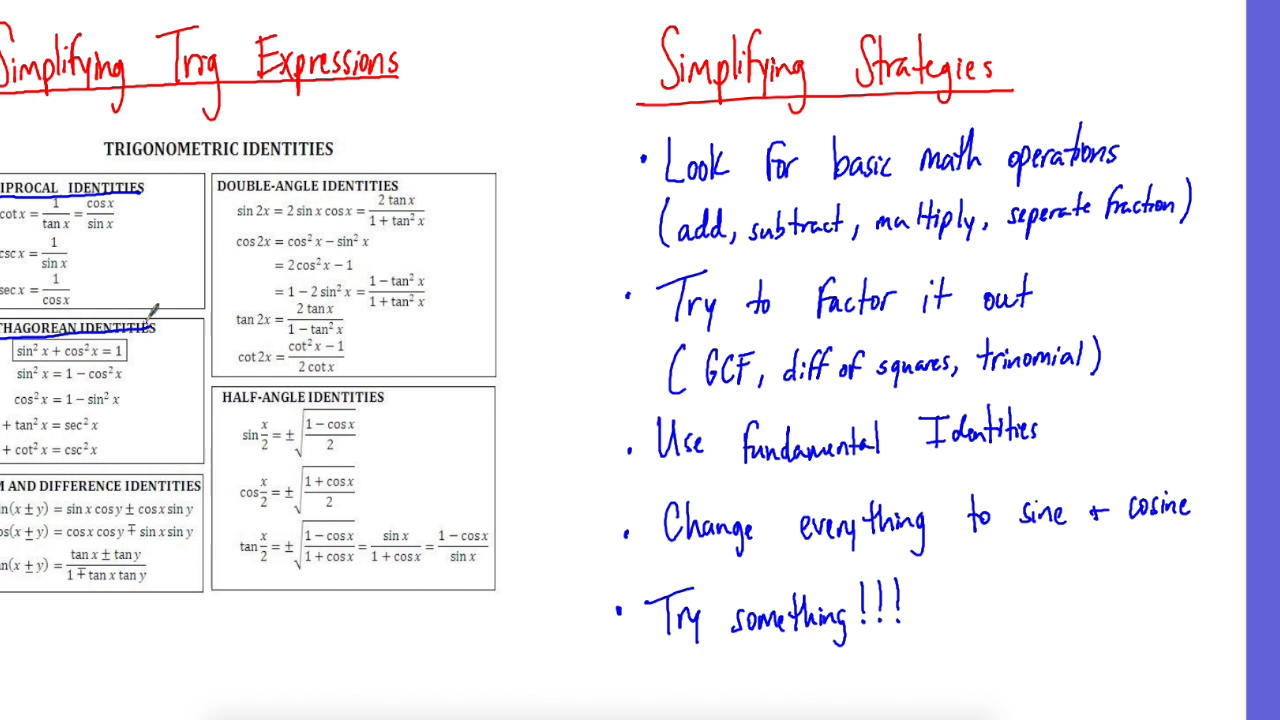 Simplifying Trig Expressions
TRIGONOMETRIC IDENTITIES
IPROCAL IDENTITIES
cot x = 1/tan x = cos x/sin x
csc x = 1/sin x
sec x = 1/cos x
THAGOREAN IDENTITIES
sin² x + cos² x = 1
sin² x = 1 − cos² x
cos² x = 1 − sin² x
+ tan² x = sec² x
+ cot² x = csc² x
M AND DIFFERENCE IDENTITIES
in(x ± y) = sin x cos y ± cos x sin y
os(x ± y) = cos x cos y ∓ sin x sin y
n(x ± y) = tan x ± tan y/1 ∓ tan x tan y
DOUBLE-ANGLE IDENTITIES
sin 2x = 2 sin x cos x = 2 tan x/1 + tan² x
cos 2x = cos² x − sin² x
= 2 cos² x − 1
= 1 − 2 sin² x = 1 − tan² x/1 + tan² x
tan 2x = 2 tan x/1 − tan² x
cot 2x = cot² x − 1/2 cot x
HALF-ANGLE IDENTITIES
sin x/2 = ±√(1 − cos x/2)
cos x/2 = ±√(1 + cos x/2)
tan x/2 = ±√(1 − cos x/1 + cos x) = sin x/1 + cos x = 1 − cos x/sin x
Simplifying Strategies
• Look for basic math operations
(add, subtract, multiply, seperate fraction)
• Try to factor it out
(GCF, diff of squares, trinomial)
• Use fundamental Identities
• Change everything to sine + cosine
• Try something!!!